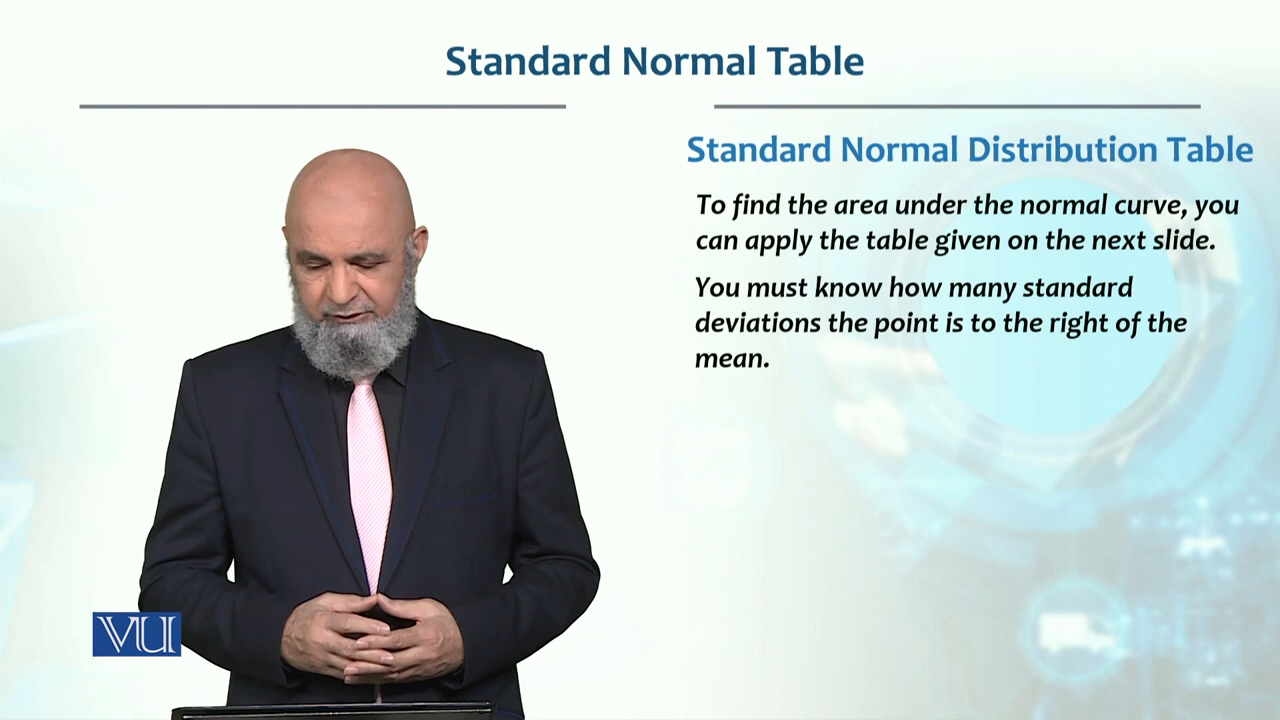 Standard Normal Table
Standard Normal Distribution Table
To find the area under the normal curve, you
can apply the table given on the next slide.
You must know how many standard
deviations the point is to the right of the
mean.
VU